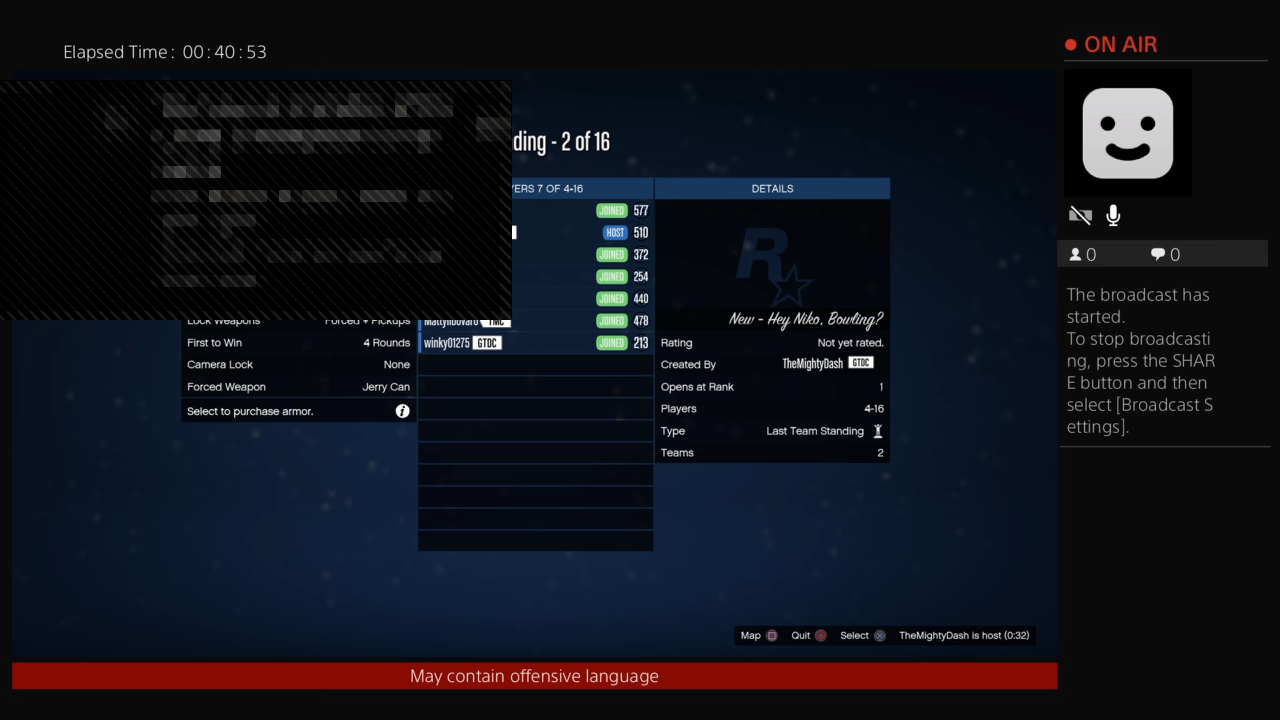 Elapsed Time: 00:40:53
ON AIR
ding - 2 of 16
YERS 7 OF 4-16
DETAILS
JOINED 577
HOST 510
JOINED 372
JOINED 254
JOINED 440
JOINED 478
winky01275 GTDC JOINED 213
Lock Weapons Forced + Pickups
First to Win 4 Rounds
Camera Lock None
Forced Weapon Jerry Can
Select to purchase armor.
R
New - Hey Niko, Bowling?
Rating Not yet rated.
Created By TheMightyDash GTDC
Opens at Rank 1
Players 4-16
Type Last Team Standing
Teams 2
0 0
The broadcast has
started.
To stop broadcasti
ng, press the SHAR
E button and then
select [Broadcast S
ettings].
Map Quit Select TheMightyDash is host (0:32)
May contain offensive language